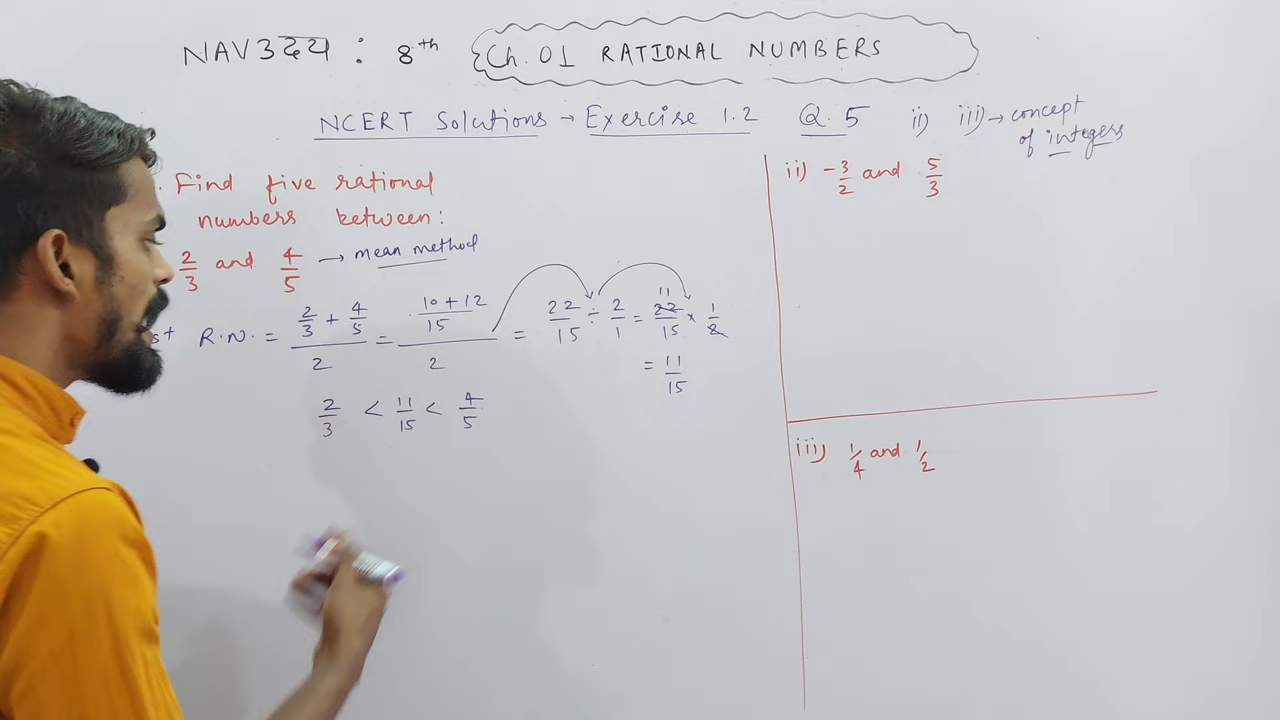 NAV3221 : 8th Ch. 01 RATIONAL NUMBERS
NCERT Solutions → Exercise 1.2 Q. 5 ii) iii) → concept of integers
Find five rational
numbers between:
2/3 and 4/5 → mean method
st R.N. = (2/3 + 4/5)/2 = ((10+12)/15)/2 = 22/15 ÷ 2/1 = 22/15 × 1/2 11
= 11/15
2/3 < 11/15 < 4/5
ii) -3/2 and 5/3
iii) 1/4 and 1/2